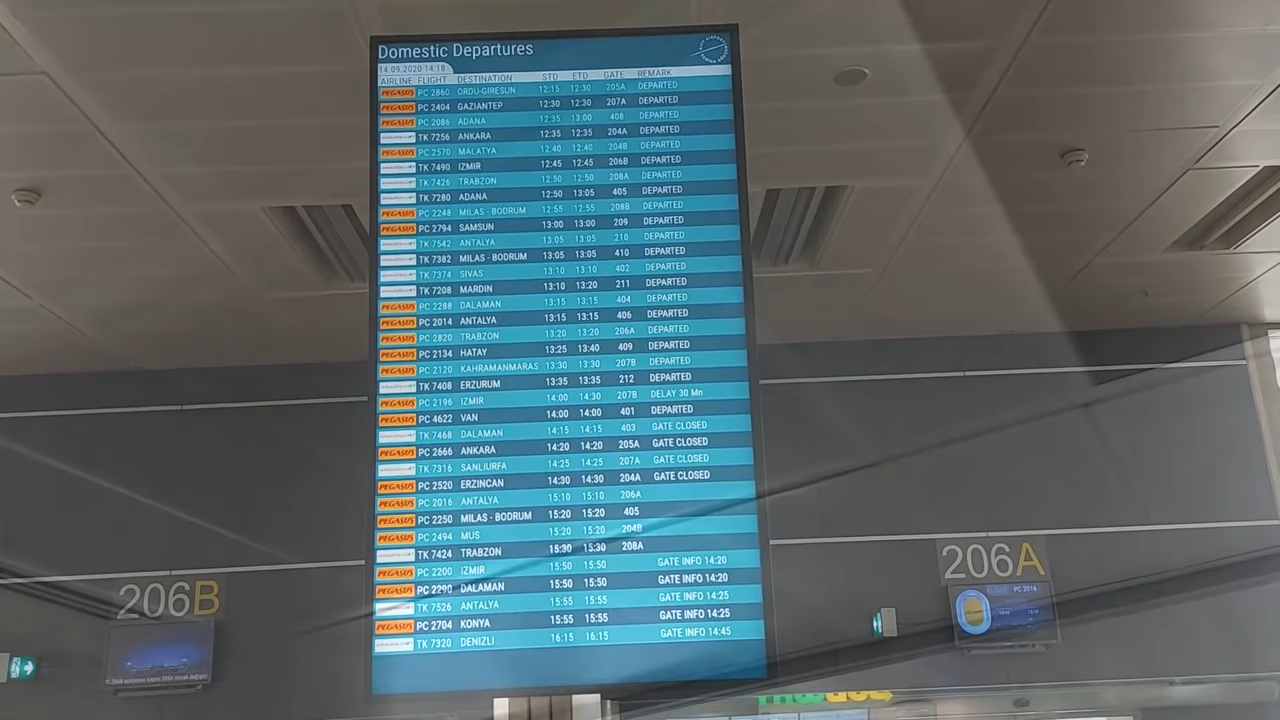 Domestic Departures
14.09.2020 14:18
AIRLINE FLIGHT DESTINATION STD ETD GATE REMARK
PEGASUS PC 2860 ORDU-GIRESUN 12:15 12:30 205A DEPARTED
PEGASUS PC 2404 GAZIANTEP 12:30 12:30 207A DEPARTED
PEGASUS PC 2086 ADANA 12:35 13:00 408 DEPARTED
TK 7256 ANKARA 12:35 12:35 204A DEPARTED
PEGASUS PC 2570 MALATYA 12:40 12:40 204B DEPARTED
TK 7490 IZMIR 12:45 12:45 206B DEPARTED
TK 7426 TRABZON 12:50 12:50 208A DEPARTED
TK 7280 ADANA 12:50 13:05 405 DEPARTED
PEGASUS PC 2248 MILAS - BODRUM 12:55 12:55 208B DEPARTED
PEGASUS PC 2794 SAMSUN 13:00 13:00 209 DEPARTED
TK 7542 ANTALYA 13:05 13:05 210 DEPARTED
TK 7382 MILAS - BODRUM 13:05 13:05 410 DEPARTED
TK 7374 SIVAS 13:10 13:10 402 DEPARTED
TK 7208 MARDIN 13:10 13:20 211 DEPARTED
PEGASUS PC 2288 DALAMAN 13:15 13:15 404 DEPARTED
PEGASUS PC 2014 ANTALYA 13:15 13:15 406 DEPARTED
PEGASUS PC 2820 TRABZON 13:20 13:20 206A DEPARTED
PEGASUS PC 2134 HATAY 13:25 13:40 409 DEPARTED
PEGASUS PC 2120 KAHRAMANMARAS 13:30 13:30 207B DEPARTED
TK 7408 ERZURUM 13:35 13:35 212 DEPARTED
PEGASUS PC 2196 IZMIR 14:00 14:30 207B DELAY 30 Mn
PEGASUS PC 4622 VAN 14:00 14:00 401 DEPARTED
TK 7468 DALAMAN 14:15 14:15 403 GATE CLOSED
PEGASUS PC 2666 ANKARA 14:20 14:20 205A GATE CLOSED
TK 7316 SANLIURFA 14:25 14:25 207A GATE CLOSED
PEGASUS PC 2520 ERZINCAN 14:30 14:30 204A GATE CLOSED
PEGASUS PC 2016 ANTALYA 15:10 15:10 206A
PEGASUS PC 2250 MILAS - BODRUM 15:20 15:20 405
PEGASUS PC 2494 MUS 15:20 15:20 204B
TK 7424 TRABZON 15:30 15:30 208A
PEGASUS PC 2200 IZMIR 15:50 15:50 GATE INFO 14:20
PEGASUS PC 2290 DALAMAN 15:50 15:50 GATE INFO 14:20
TK 7526 ANTALYA 15:55 15:55 GATE INFO 14:25
PEGASUS PC 2704 KONYA 15:55 15:55 GATE INFO 14:25
TK 7320 DENIZLI 16:15 16:15 GATE INFO 14:45
206B
206A
PC 2016